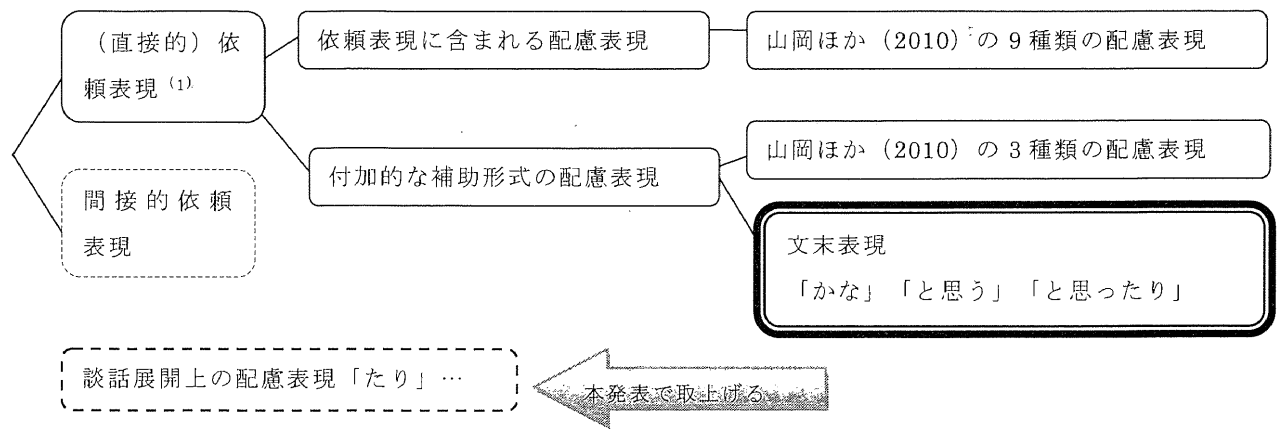 （直接的）依
頼表現⁽¹⁾
依頼表現に含まれる配慮表現
山岡ほか（2010）の9種類の配慮表現
付加的な補助形式の配慮表現
山岡ほか（2010）の3種類の配慮表現
間接的依頼
表現
文末表現
「かな」「と思う」「と思ったり」
談話展開上の配慮表現「たり」…
本発表で取上げる